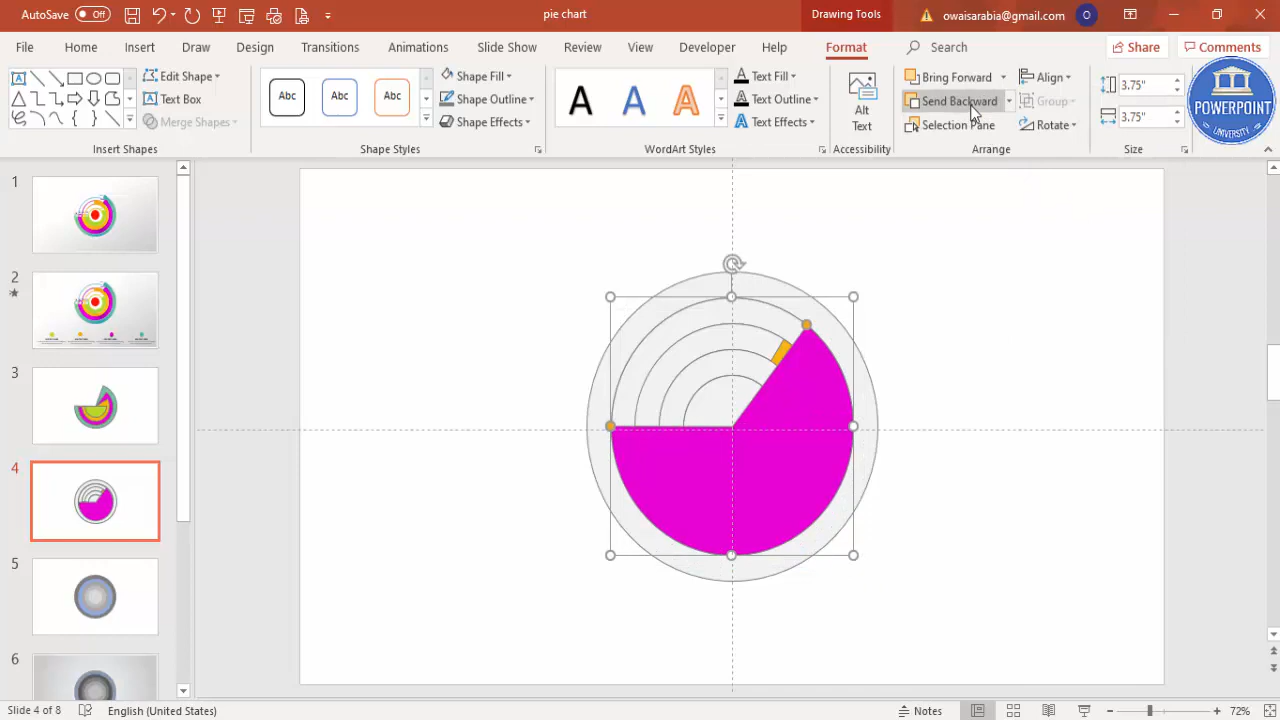 AutoSave Off
pie chart
Drawing Tools
owaisarabia@gmail.com O
File Home Insert Draw Design Transitions Animations Slide Show Review View Developer Help Format Search Share Comments
Edit Shape
Text Box
Merge Shapes
Insert Shapes
Abc Abc Abc
Shape Fill
Shape Outline
Shape Effects
Shape Styles
A A A
Text Fill
Text Outline
Text Effects
WordArt Styles
Alt
Text
Accessibility
Bring Forward
Send Backward
Selection Pane
Align
Group
Rotate
Arrange
3.75"
3.75"
Size
POWERPOINT
UNIVERSITY
1
2
3
4
5
6
Slide 4 of 8 English (United States) Notes 72%